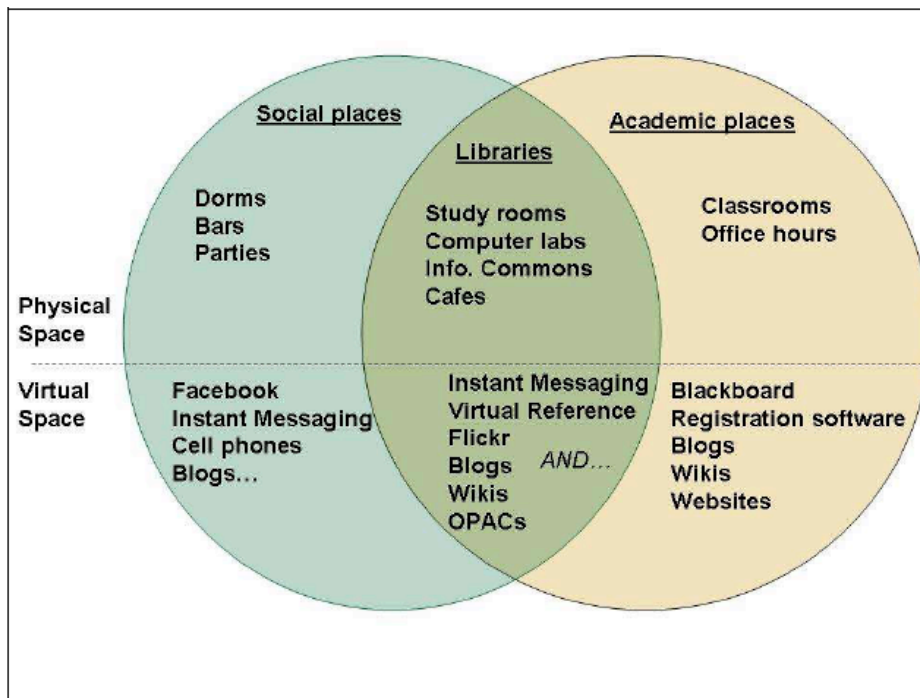 Social places
Dorms
Bars
Parties
Libraries
Study rooms
Computer labs
Info. Commons
Cafes
Academic places
Classrooms
Office hours
Physical
Space
Virtual
Space
Facebook
Instant Messaging
Cell phones
Blogs…
Instant Messaging
Virtual Reference
Flickr
Blogs AND…
Wikis
OPACs
Blackboard
Registration software
Blogs
Wikis
Websites